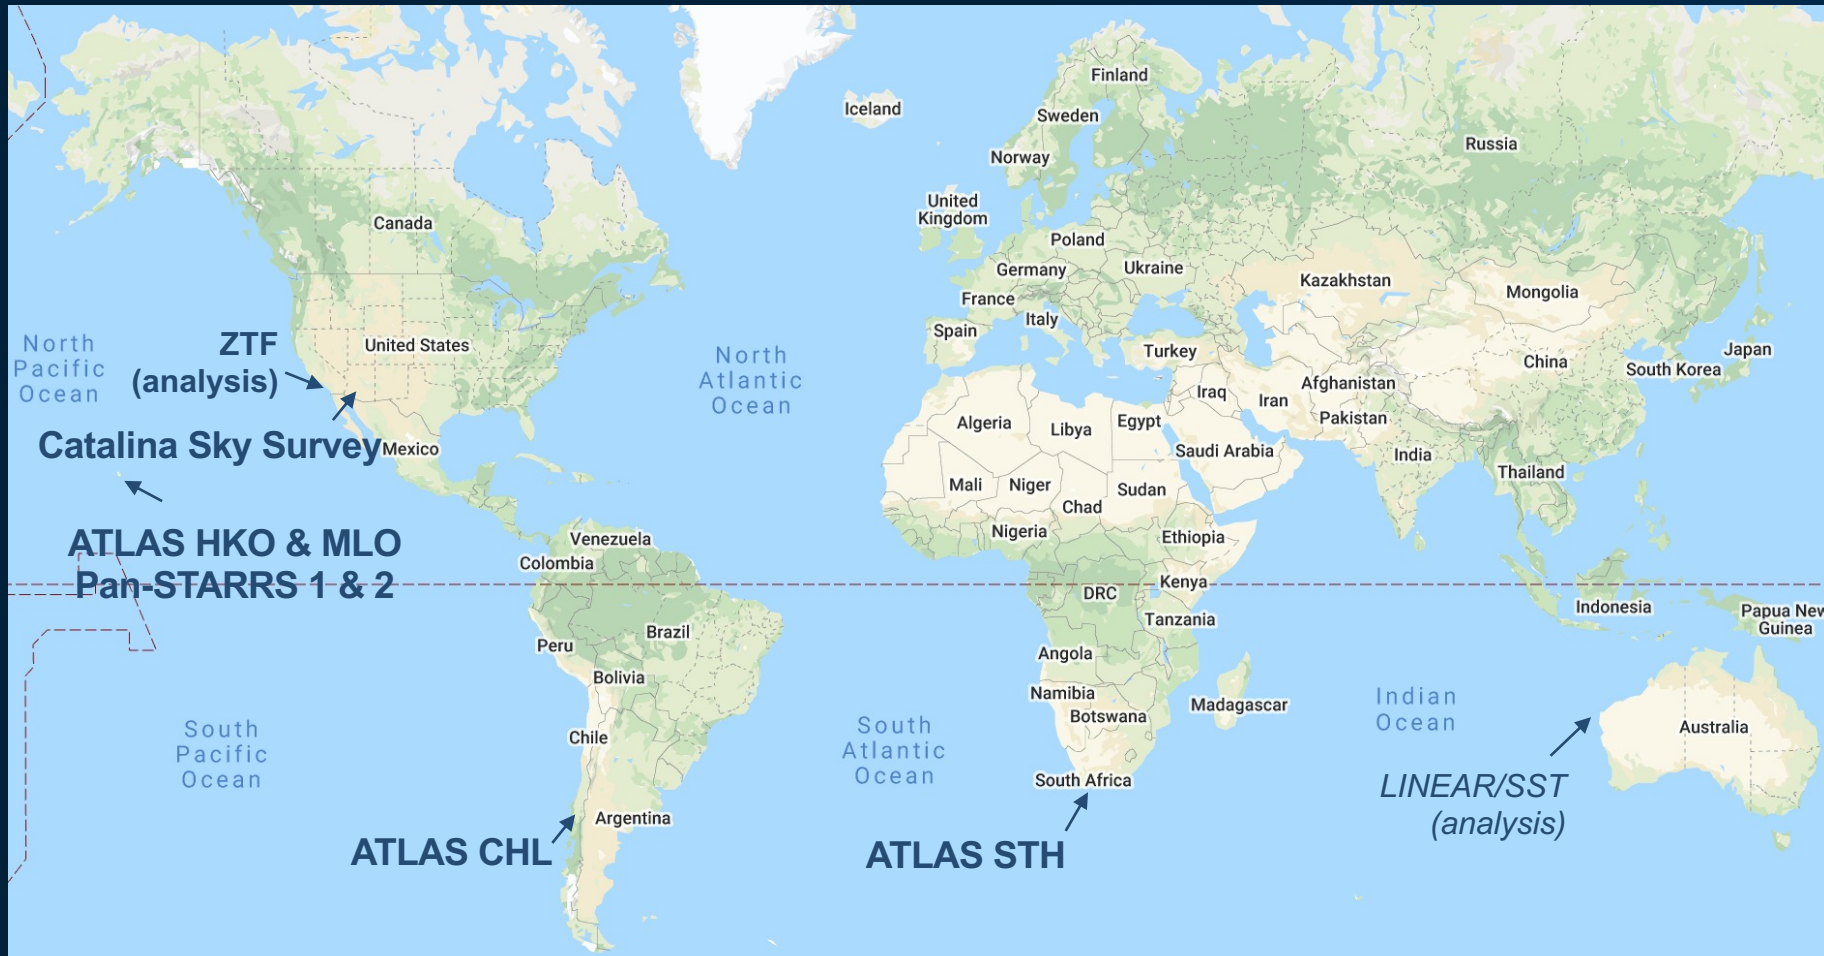 Finland
Iceland
Sweden
Russia
Norway
United
Kingdom
Canada
Poland
Germany
Ukraine
Kazakhstan
Mongolia
France
Italy
Spain
North
Pacific
Ocean
ZTF
(analysis)
United States
North
Atlantic
Ocean
Turkey
Japan
China
South Korea
Afghanistan
Iraq
Iran
Pakistan
Algeria
Libya
Egypt
Catalina Sky Survey
Mexico
Saudi Arabia
India
Thailand
Mali
Niger
Sudan
Chad
Nigeria
Ethiopia
ATLAS HKO & MLO
Pan-STARRS 1 & 2
Venezuela
Colombia
Kenya
DRC
Indonesia
Papua New
Guinea
Tanzania
Brazil
Peru
Angola
Bolivia
Namibia
Botswana
Madagascar
Indian
Ocean
South
Pacific
Ocean
Chile
South
Atlantic
Ocean
Australia
South Africa
LINEAR/SST
(analysis)
Argentina
ATLAS CHL
ATLAS STH